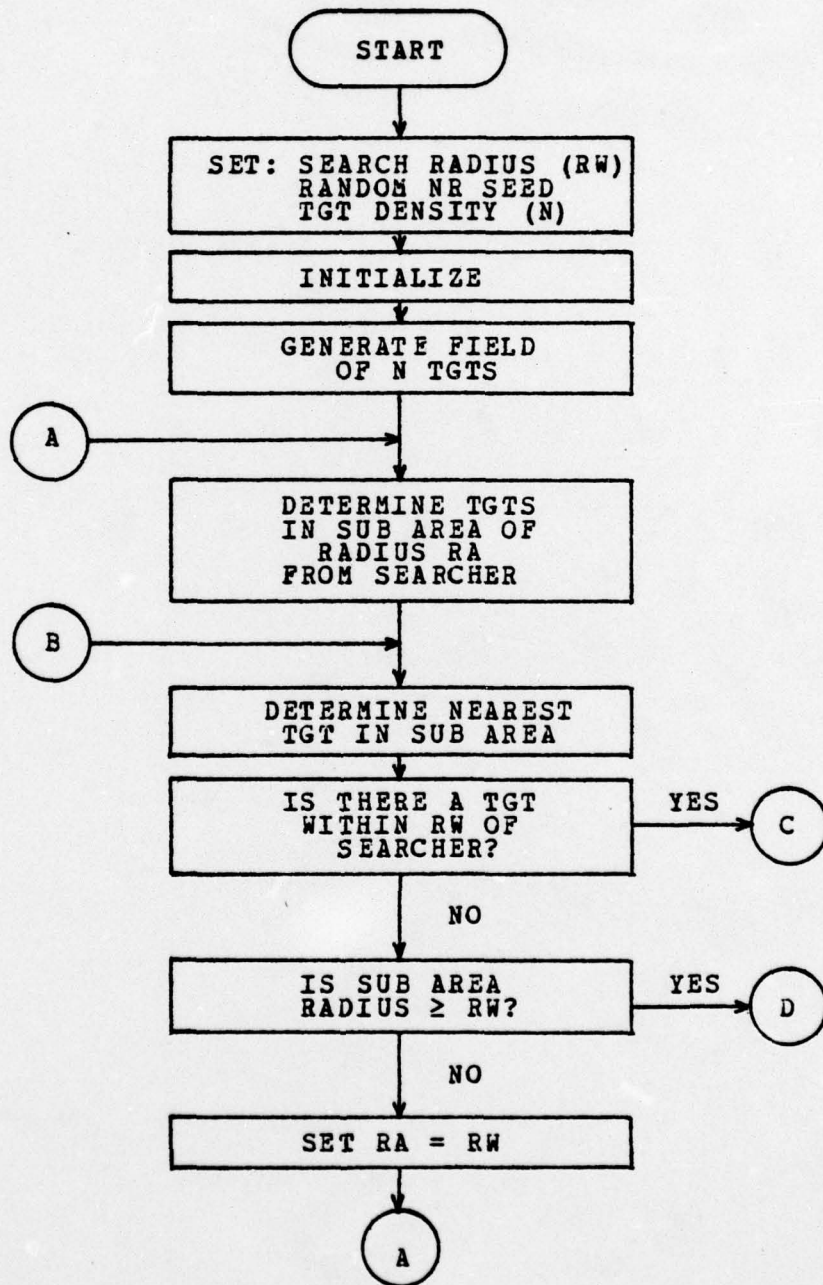 START
SET: SEARCH RADIUS (RW)
RANDOM NR SEED
TGT DENSITY (N)
INITIALIZE
GENERATE FIELD
OF N TGTS
A
DETERMINE TGTS
IN SUB AREA OF
RADIUS RA
FROM SEARCHER
B
DETERMINE NEAREST
TGT IN SUB AREA
IS THERE A TGT
WITHIN RW OF
SEARCHER?
YES
C
NO
IS SUB AREA
RADIUS ≥ RW?
YES
D
NO
SET RA = RW
A